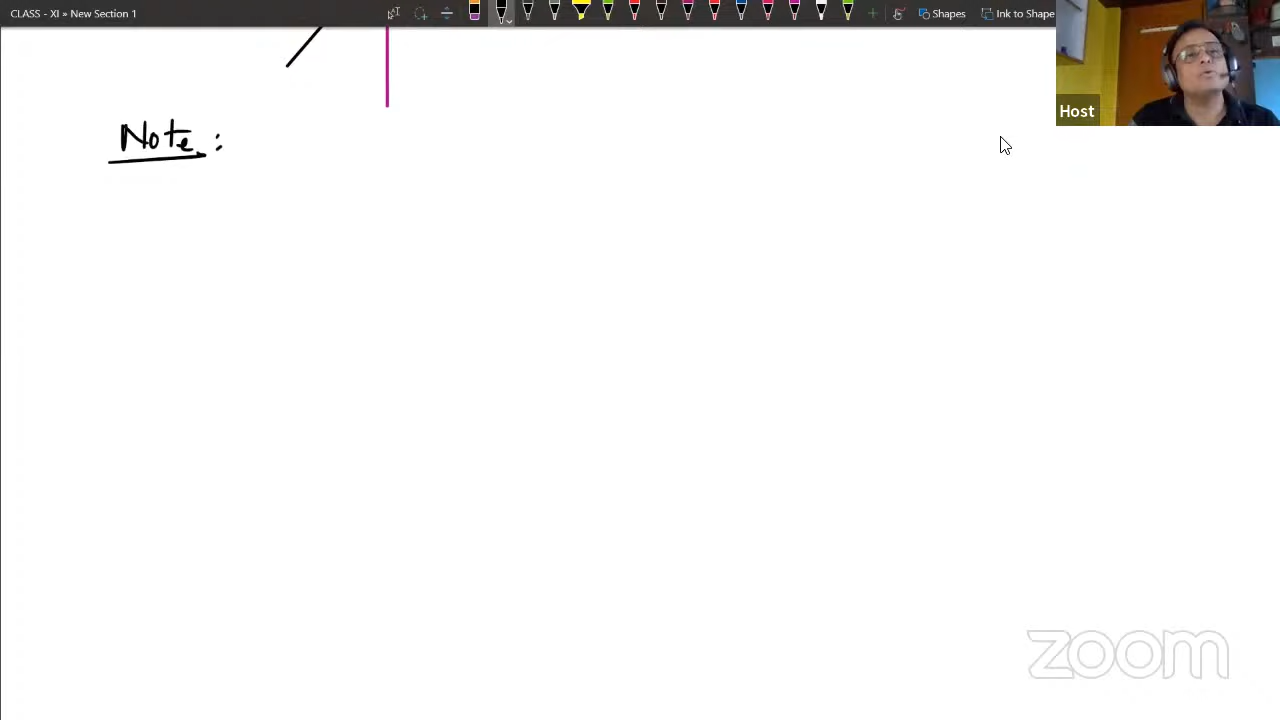 CLASS - XI » New Section 1
Shapes
Ink to Shape
Host
Note :
zoom